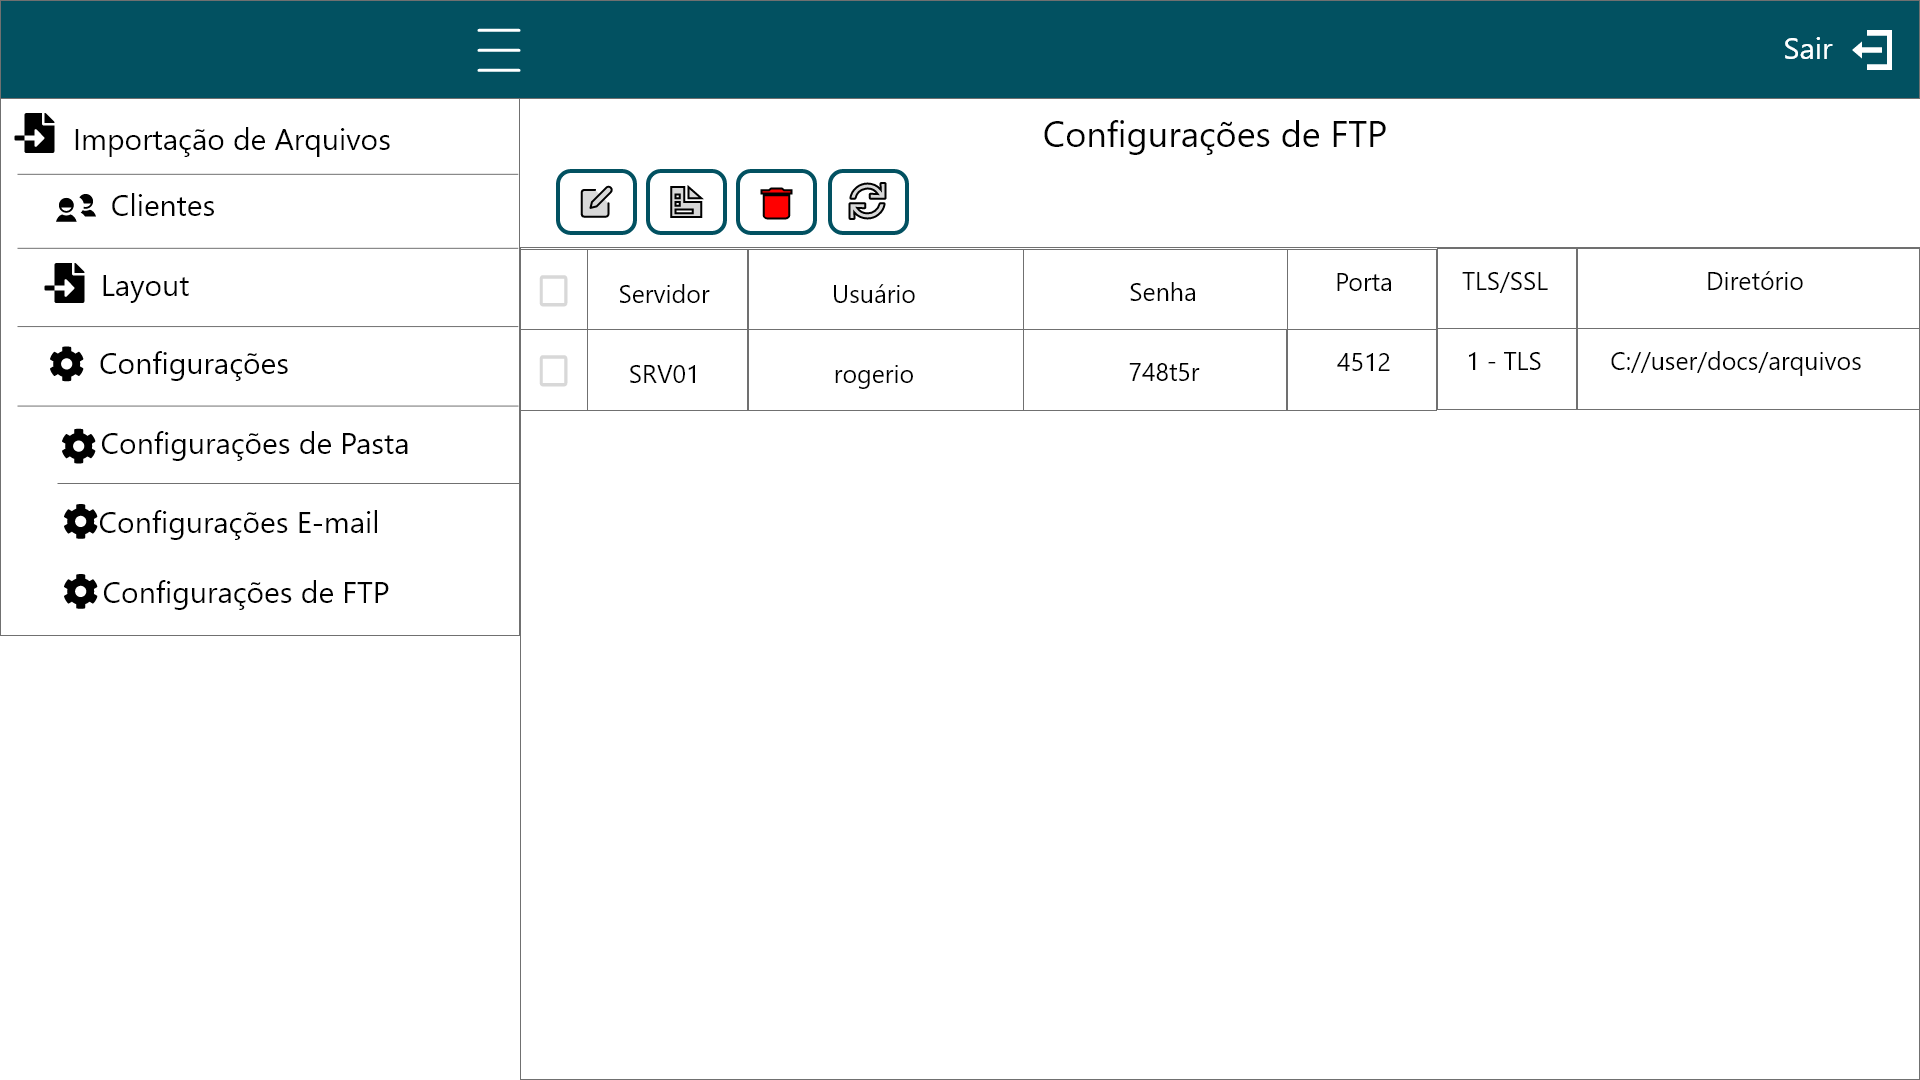 Sair
Importação de Arquivos
Clientes
Layout
Configurações
Configurações de Pasta
Configurações E-mail
Configurações de FTP
Configurações de FTP
Servidor Usuário Senha Porta TLS/SSL Diretório
SRV01 rogerio 748t5r 4512 1 - TLS C://user/docs/arquivos